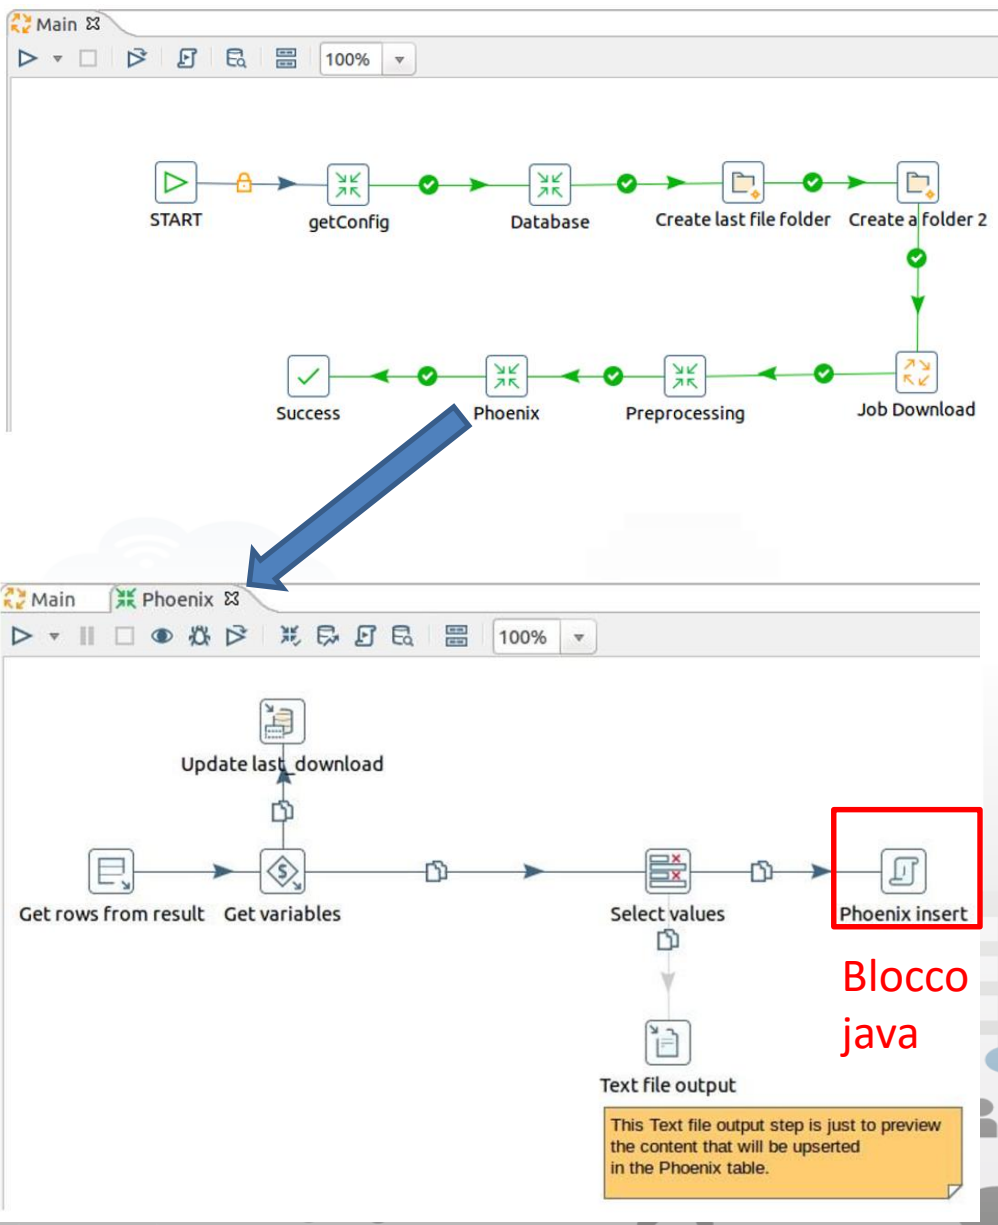 Main
100%
START
getConfig
Database
Create last file folder
Create a folder 2
Success
Phoenix
Preprocessing
Job Download
Main
Phoenix
100%
Update last_download
Get rows from result
Get variables
Select values
Phoenix insert
Blocco
java
Text file output
This Text file output step is just to preview
the content that will be upserted
in the Phoenix table.